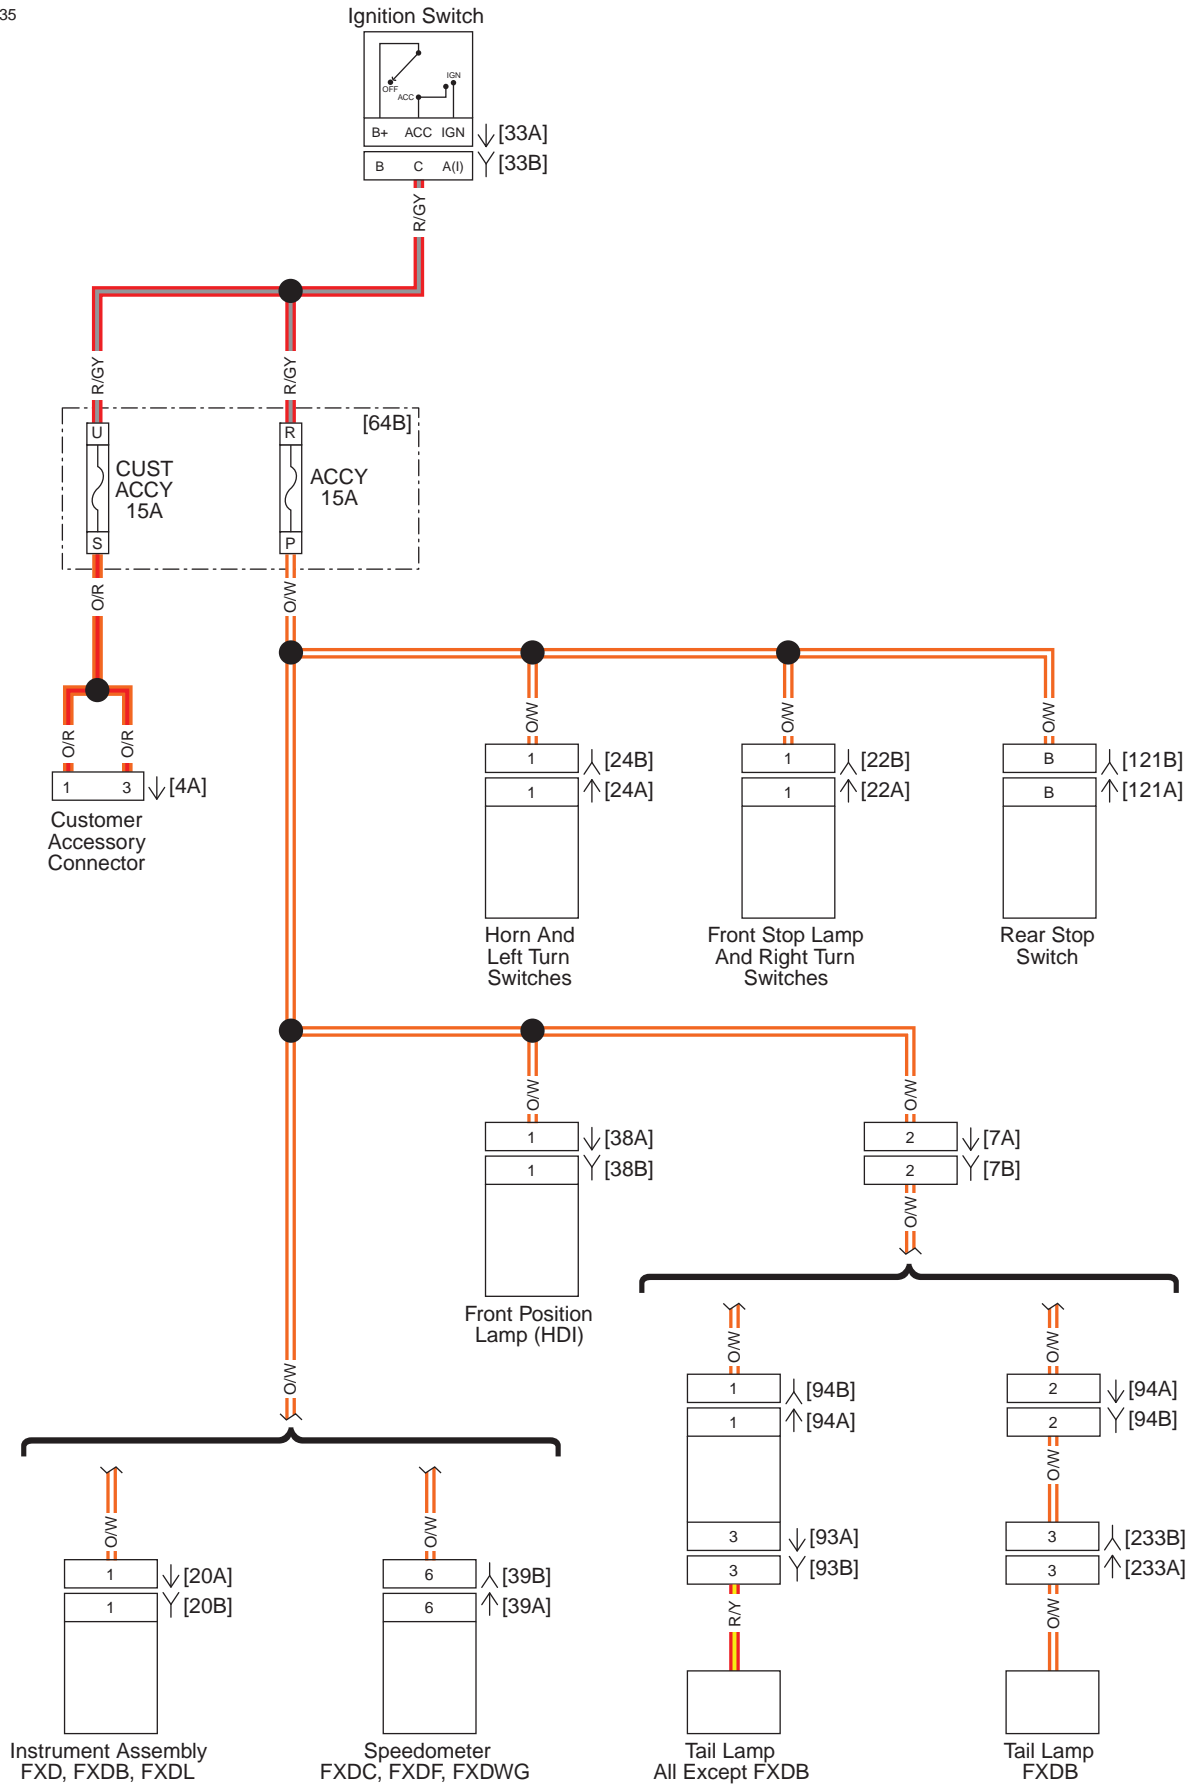 35
Ignition Switch
IGN
OFF
ACC
B+ ACC IGN [33A]
B C A(I) [33B]
R/GY
R/GY R/GY
[64B]
U R
CUST
ACCY
15A
ACCY
15A
S P
O/R O/W
O/R O/R O/W O/W O/W
1 [24B] 1 [22B] B [121B]
1 3 [4A] 1 [24A] 1 [22A] B [121A]
Customer
Accessory
Connector
Horn And
Left Turn
Switches
Front Stop Lamp
And Right Turn
Switches
Rear Stop
Switch
O/W O/W
1 [38A] 2 [7A]
1 [38B] 2 [7B]
O/W
Front Position
Lamp (HDI)
O/W O/W O/W
1 [94B] 2 [94A]
1 [94A] 2 [94B]
O/W
O/W O/W
3 [93A] 3 [233B]
1 [20A] 6 [39B] 3 [93B] 3 [233A]
1 [20B] 6 [39A] R/Y O/W
Instrument Assembly
FXD, FXDB, FXDL
Speedometer
FXDC, FXDF, FXDWG
Tail Lamp
All Except FXDB
Tail Lamp
FXDB